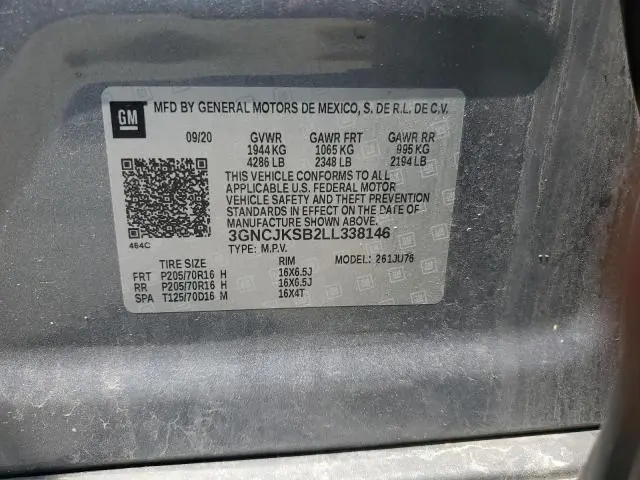 GM MFD BY GENERAL MOTORS DE MEXICO, S. DE R.L. DE C.V.
09/20 GVWR GAWR FRT GAWR RR
1944 KG 1065 KG 995 KG
4286 LB 2348 LB 2194 LB
THIS VEHICLE CONFORMS TO ALL
APPLICABLE U.S. FEDERAL MOTOR
VEHICLE SAFETY AND THEFT PREVENTION
STANDARDS IN EFFECT ON THE DATE OF
MANUFACTURE SHOWN ABOVE.
464C 3GNCJKSB2LL338146
TYPE: M.P.V.
TIRE SIZE RIM MODEL: 261JU76
FRT P205/70R16 H 16X6.5J
RR P205/70R16 H 16X6.5J
SPA T125/70D16 M 16X4T